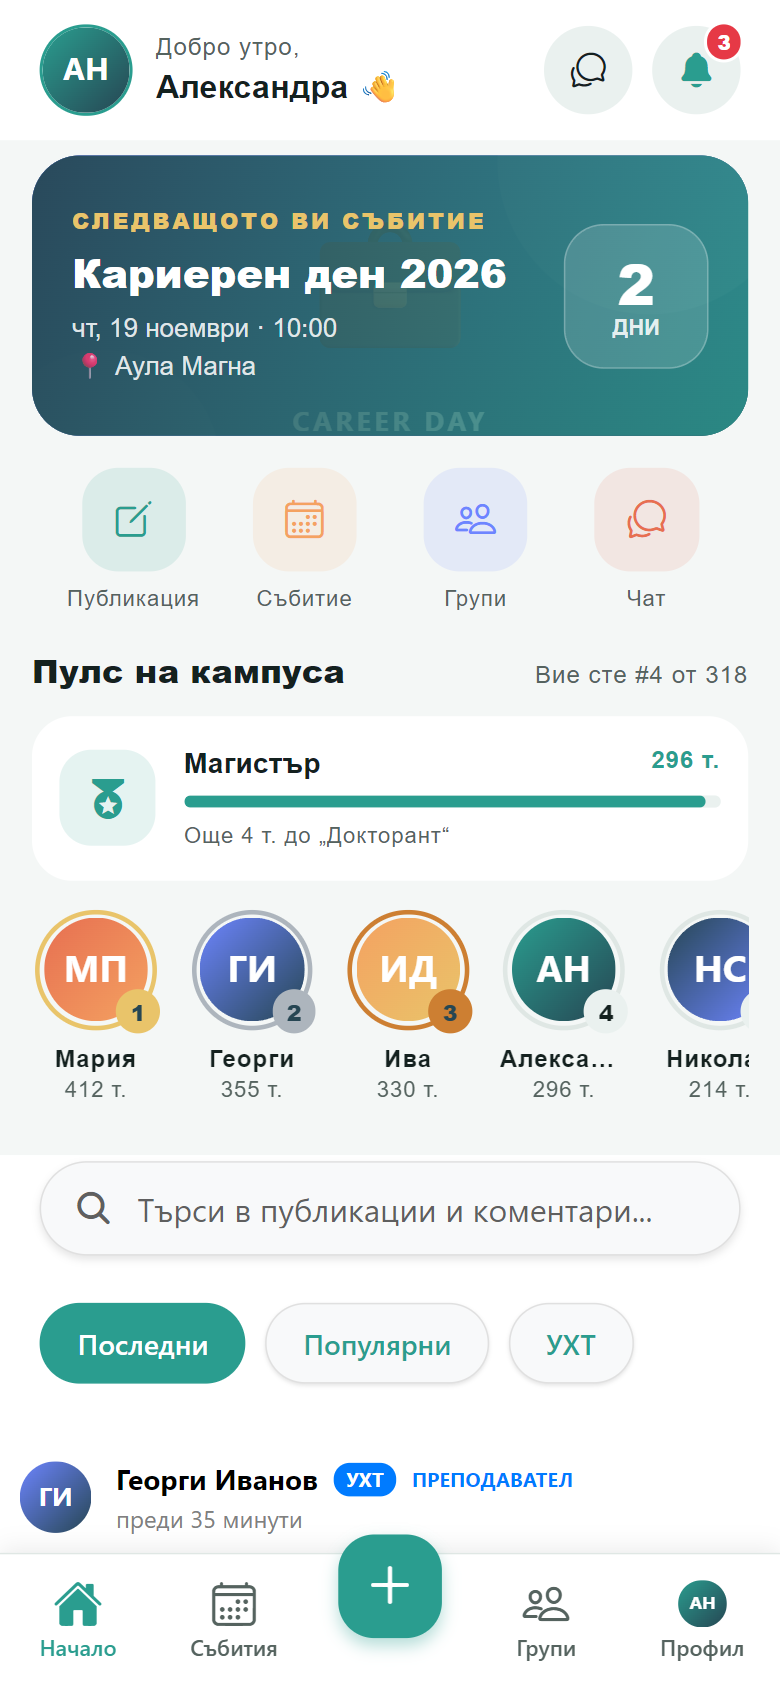 АН
Добро утро,
Александра 👋
3
СЛЕДВАЩОТО ВИ СЪБИТИЕ
Кариерен ден 2026
чт, 19 ноември · 10:00
📍 Аула Магна
2
ДНИ
CAREER DAY
Публикация
Събитие
Групи
Чат
Пулс на кампуса
Вие сте #4 от 318
Магистър
296 т.
Още 4 т. до „Докторант“
МП
1
ГИ
2
ИД
3
АН
4
НС
Мария
Георги
Ива
Алекса...
Никола
412 т.
355 т.
330 т.
296 т.
214 т.
Търси в публикации и коментари...
Последни
Популярни
УХТ
ГИ
Георги Иванов
УХТ
ПРЕПОДАВАТЕЛ
преди 35 минути
Начало
Събития
Групи
АН
Профил